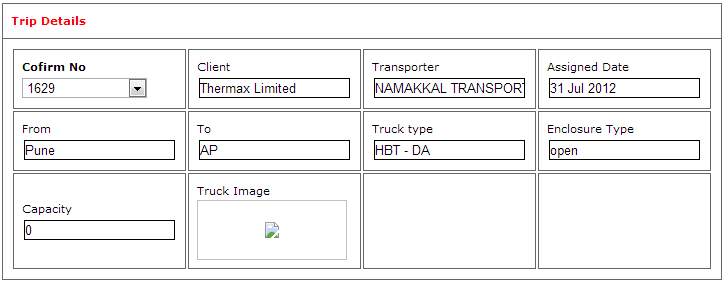 Trip Details
Cofirm No
Client
Transporter
Assigned Date
1629
Thermax Limited
NAMAKKAL TRANSPORT
31 Jul 2012
From
To
Truck type
Enclosure Type
Pune
AP
HBT - DA
open
Capacity
Truck Image
0